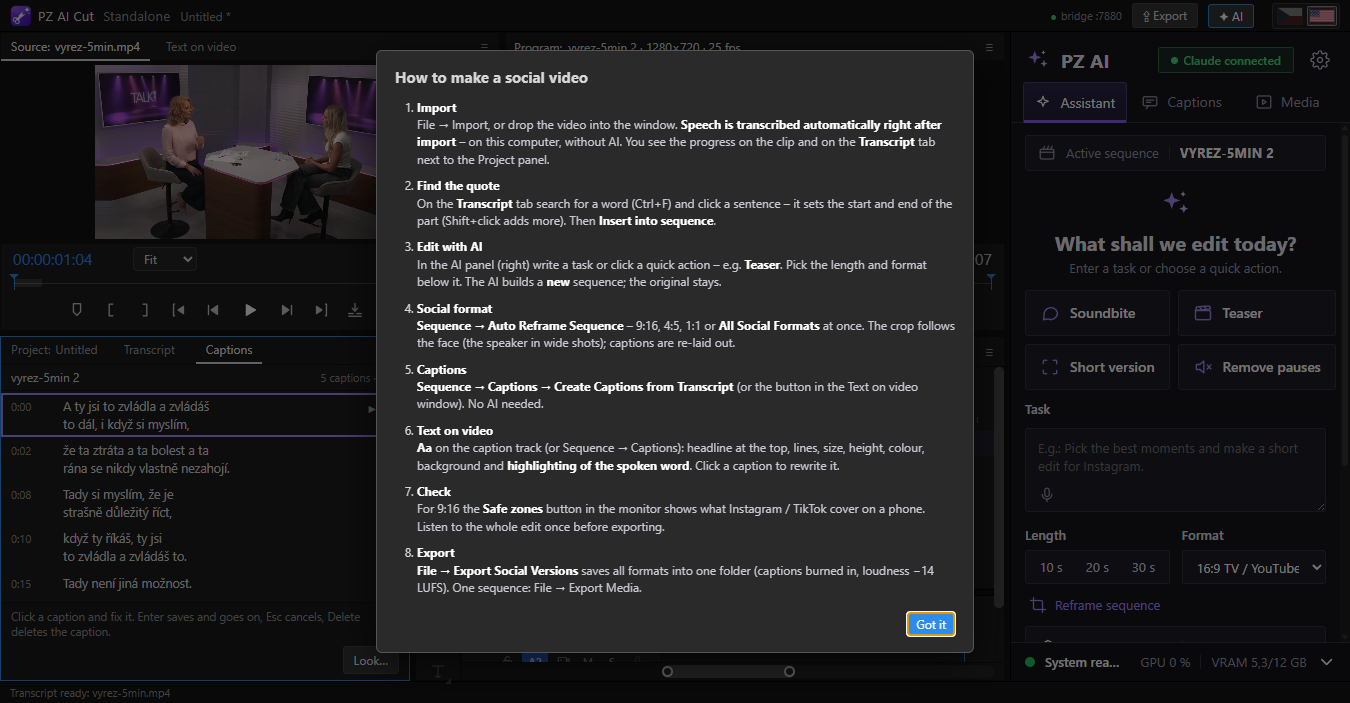 PZ AI Cut Standalone Untitled *
bridge :7880 Export AI
Source: vyrez-5min.mp4 Text on video
Program: vyrez-5min 2 · 1280×720 · 25 fps
TALK!
00:00:01:04 Fit
07
Project: Untitled Transcript Captions
vyrez-5min 2 5 captions
0:00 A ty jsi to zvládla a zvládáš
to dál, i když si myslím,
0:02 že ta ztráta a ta bolest a ta
rána se nikdy vlastně nezahojí.
0:08 Tady si myslím, že je
strašně důležitý říct,
0:10 když ty říkáš, ty jsi
to zvládla a zvládáš to.
0:15 Tady není jiná možnost.
Click a caption and fix it. Enter saves and goes on, Esc cancels, Delete
deletes the caption.
Look...
Transcript ready: vyrez-5min.mp4
How to make a social video
1. Import
File → Import, or drop the video into the window. Speech is transcribed automatically right after
import – on this computer, without AI. You see the progress on the clip and on the Transcript tab
next to the Project panel.
2. Find the quote
On the Transcript tab search for a word (Ctrl+F) and click a sentence – it sets the start and end of the
part (Shift+click adds more). Then Insert into sequence.
3. Edit with AI
In the AI panel (right) write a task or click a quick action – e.g. Teaser. Pick the length and format
below it. The AI builds a new sequence; the original stays.
4. Social format
Sequence → Auto Reframe Sequence – 9:16, 4:5, 1:1 or All Social Formats at once. The crop follows
the face (the speaker in wide shots); captions are re-laid out.
5. Captions
Sequence → Captions → Create Captions from Transcript (or the button in the Text on video
window). No AI needed.
6. Text on video
Aa on the caption track (or Sequence → Captions): headline at the top, lines, size, height, colour,
background and highlighting of the spoken word. Click a caption to rewrite it.
7. Check
For 9:16 the Safe zones button in the monitor shows what Instagram / TikTok cover on a phone.
Listen to the whole edit once before exporting.
8. Export
File → Export Social Versions saves all formats into one folder (captions burned in, loudness −14
LUFS). One sequence: File → Export Media.
Got it
A2 M S
PZ AI Claude connected
Assistant Captions Media
Active sequence VYREZ-5MIN 2
What shall we edit today?
Enter a task or choose a quick action.
Soundbite Teaser
Short version Remove pauses
Task
E.g.: Pick the best moments and make a short
edit for Instagram.
Length Format
10 s 20 s 30 s 16:9 TV / YouTube
Reframe sequence
System rea... GPU 0 % VRAM 5,3/12 GB